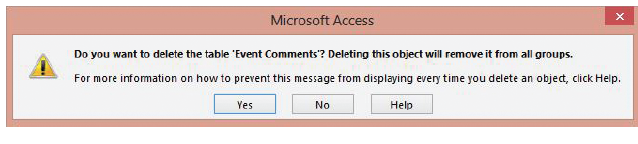 Microsoft Access
Do you want to delete the table 'Event Comments'? Deleting this object will remove it from all groups.
For more information on how to prevent this message from displaying every time you delete an object, click Help.
Yes
No
Help